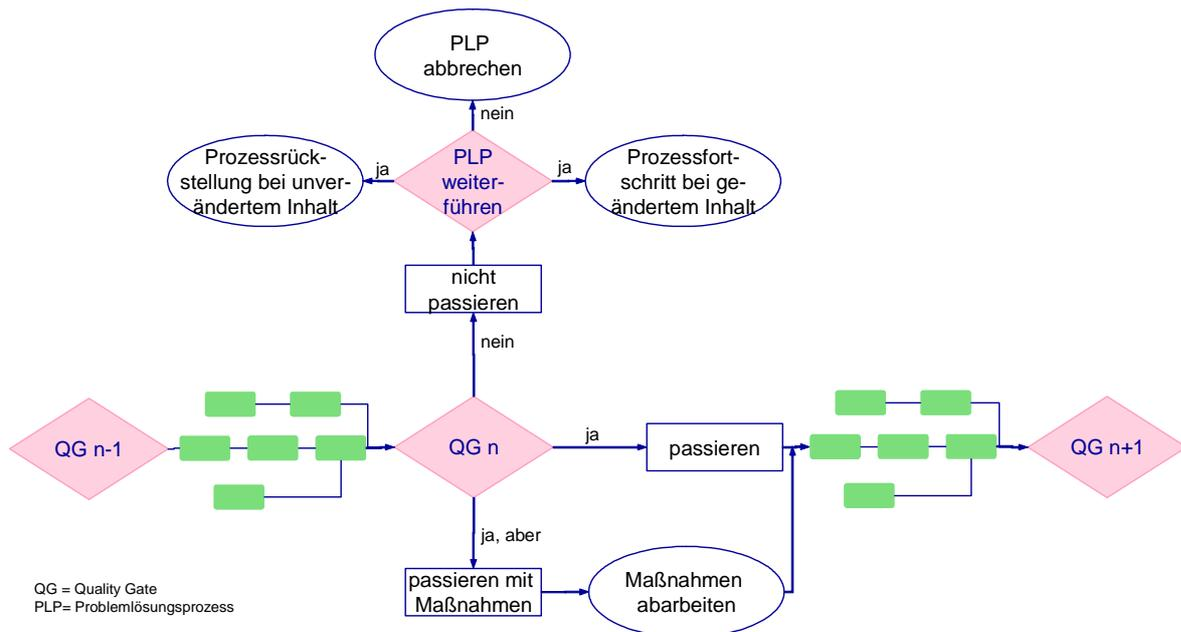 PLP
abbrechen
nein
Prozessrück-
stellung bei unver-
ändertem Inhalt
ja
PLP
weiter-
führen
ja
Prozessfort-
schritt bei ge-
ändertem Inhalt
nicht
passieren
nein
QG n-1
QG n
ja
passieren
QG n+1
ja, aber
passieren mit
Maßnahmen
Maßnahmen
abarbeiten
QG = Quality Gate
PLP= Problemlösungsprozess